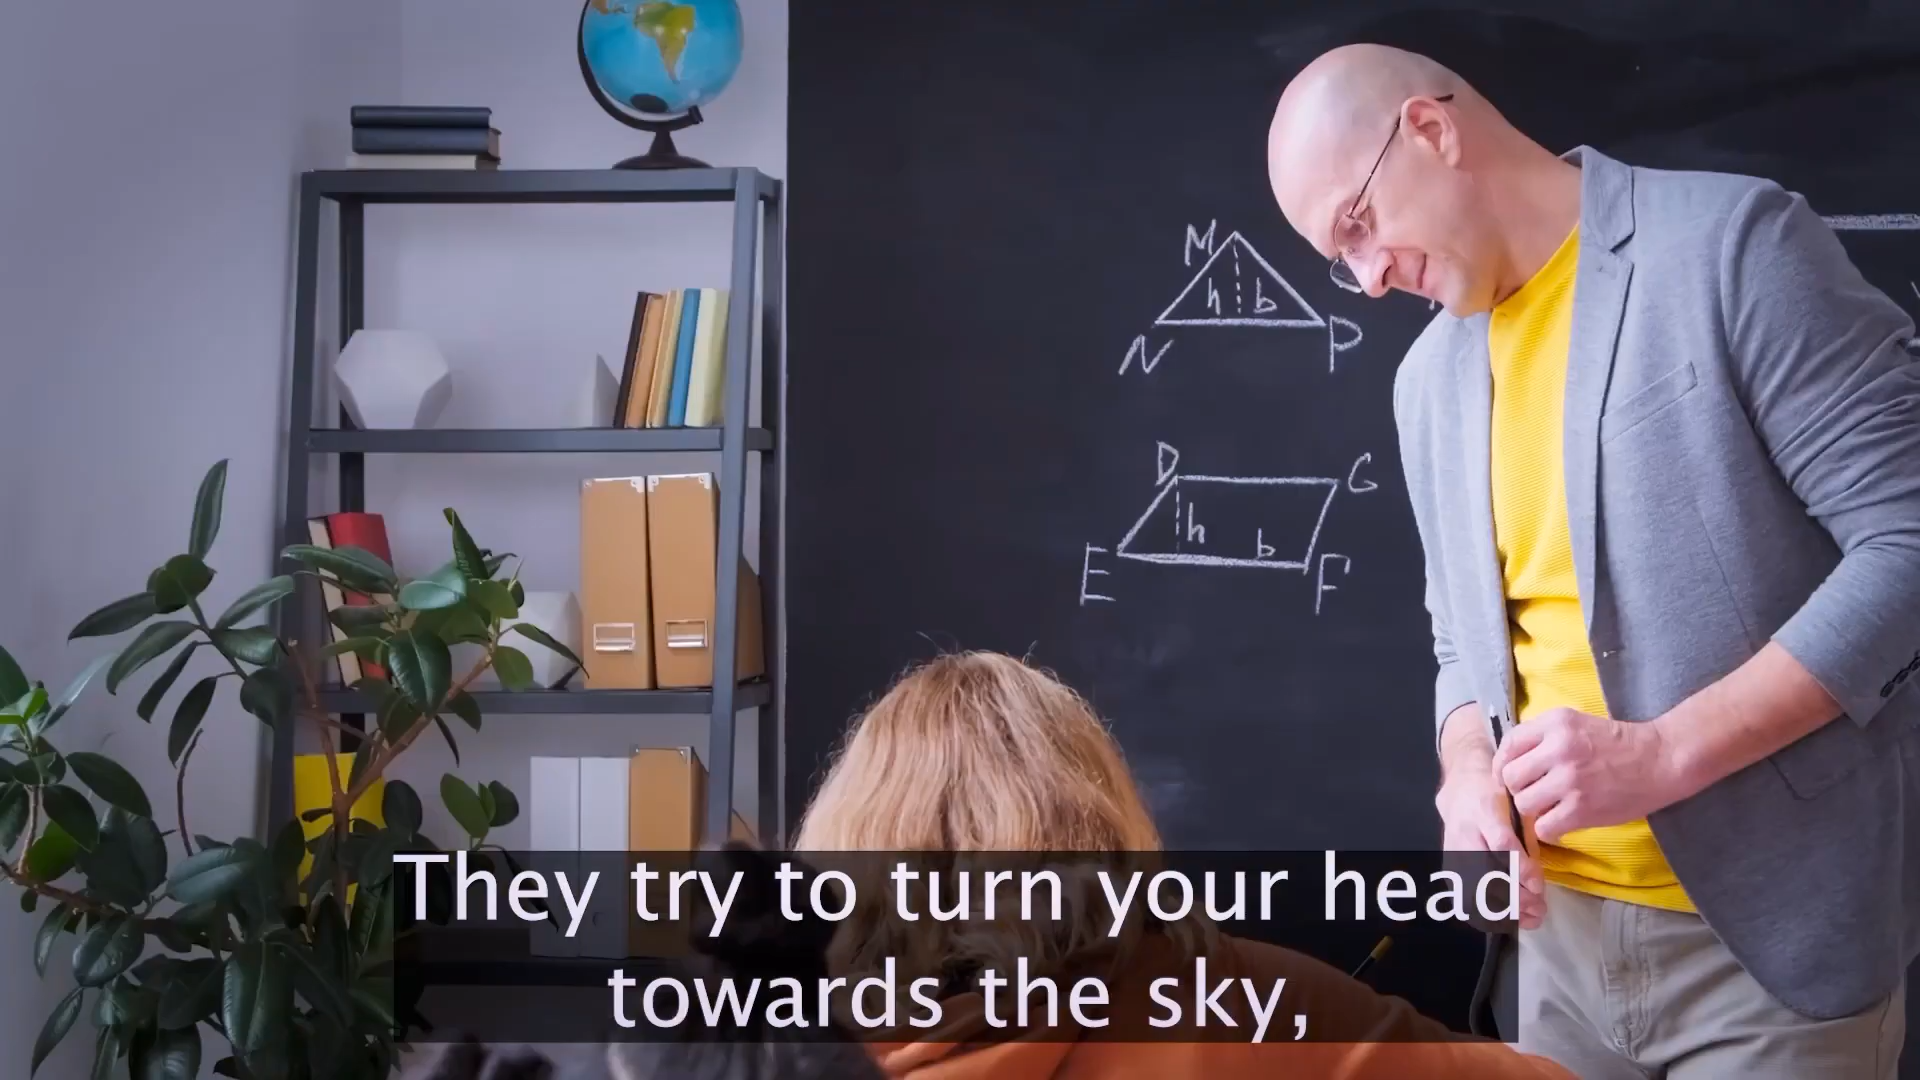 M
h b
N P
D G
h
b
E F
They try to turn your head
towards the sky,